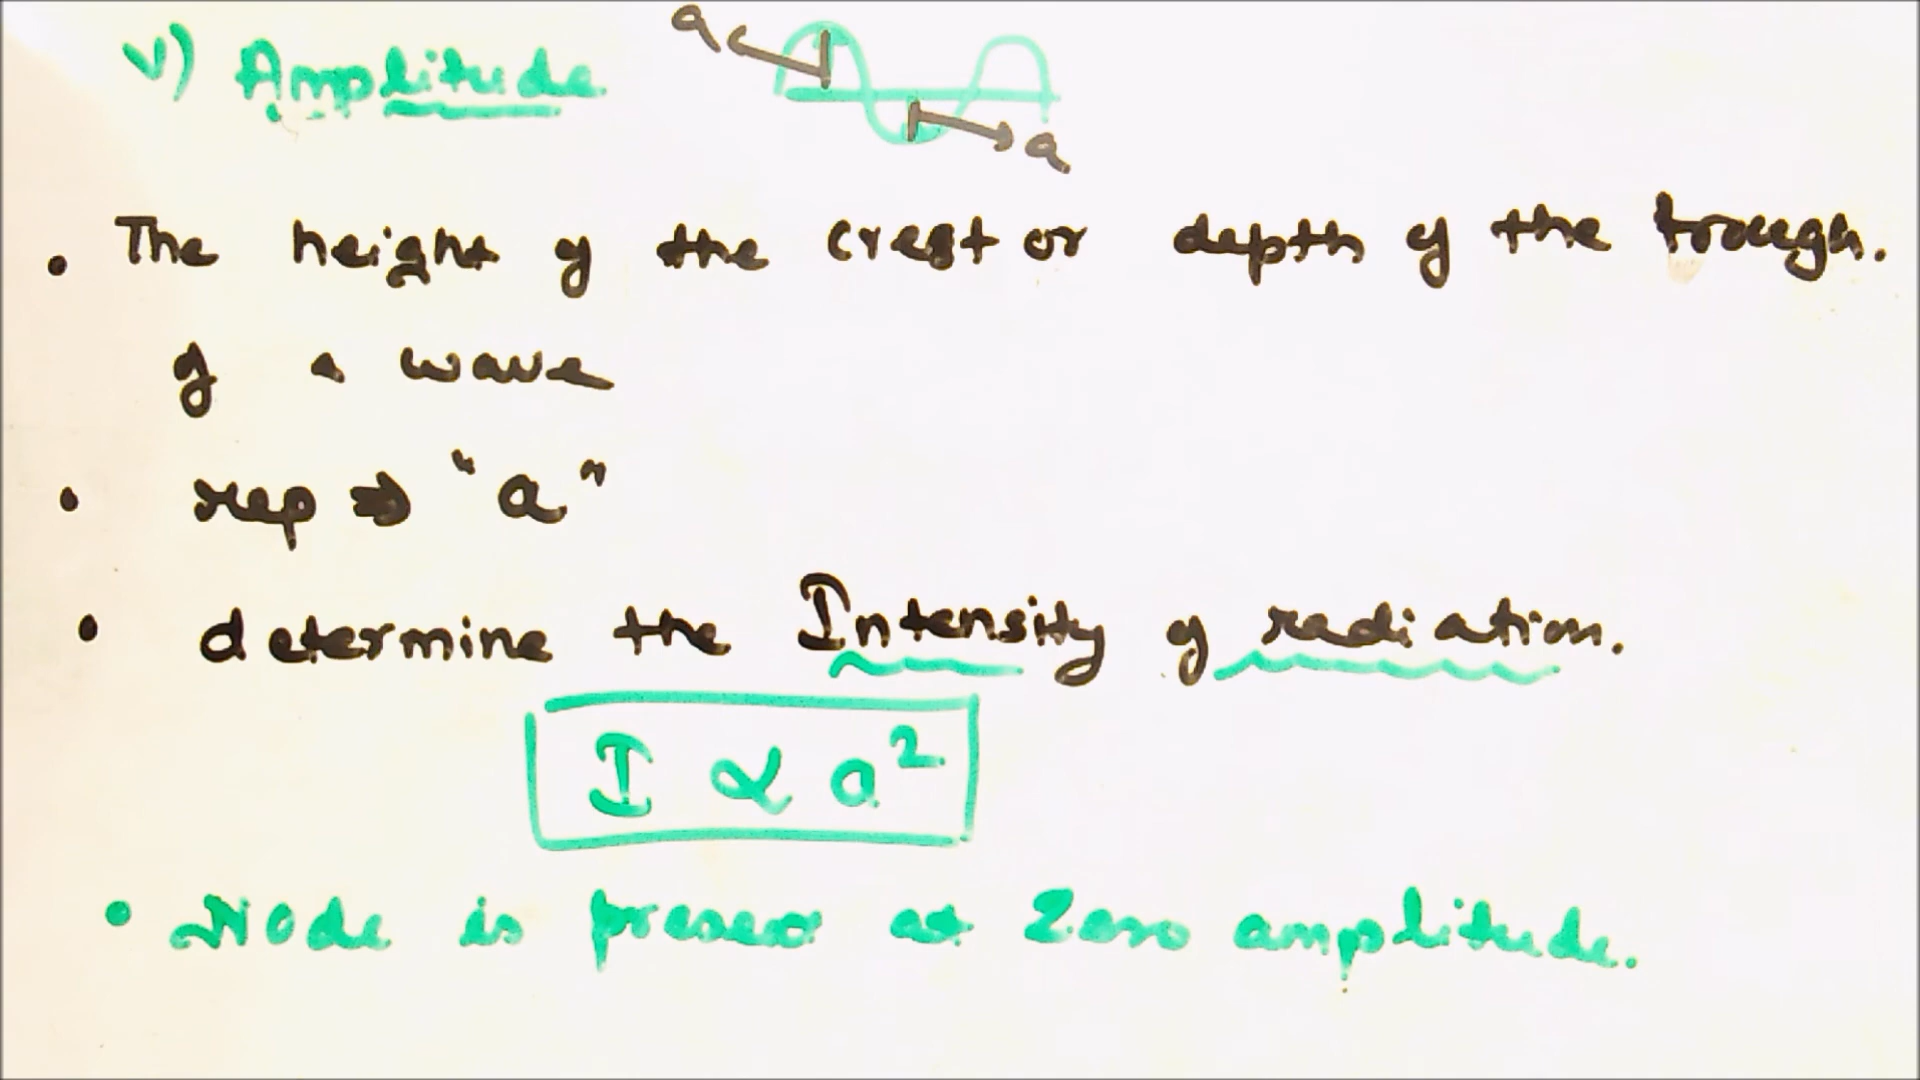 v) Amplitude
a
a
• The height of the crest or depth of the trough.
of a wave
• rep ⇒ "a"
• determine the Intensity of radiation.
I ∝ a²
• Node is present at Zero amplitude.